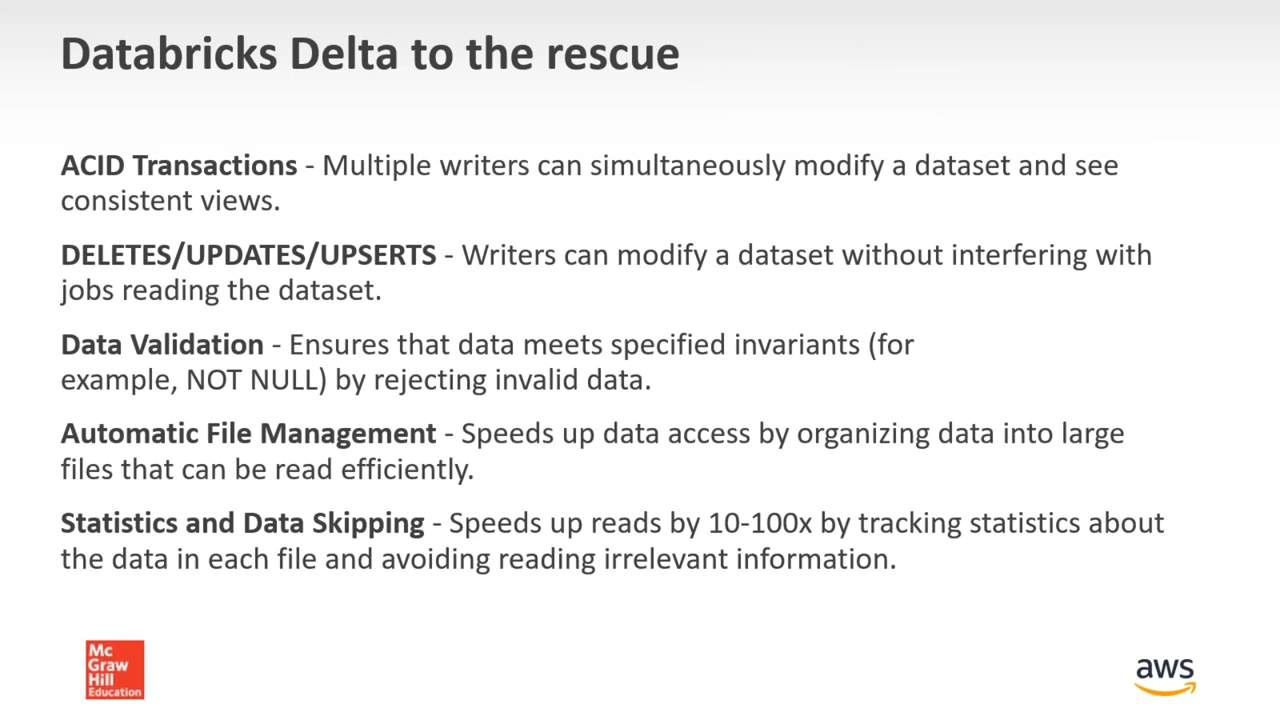 Databricks Delta to the rescue
ACID Transactions - Multiple writers can simultaneously modify a dataset and see
consistent views.
DELETES/UPDATES/UPSERTS - Writers can modify a dataset without interfering with
jobs reading the dataset.
Data Validation - Ensures that data meets specified invariants (for
example, NOT NULL) by rejecting invalid data.
Automatic File Management - Speeds up data access by organizing data into large
files that can be read efficiently.
Statistics and Data Skipping - Speeds up reads by 10-100x by tracking statistics about
the data in each file and avoiding reading irrelevant information.
Mc
Graw
Hill
Education
aws